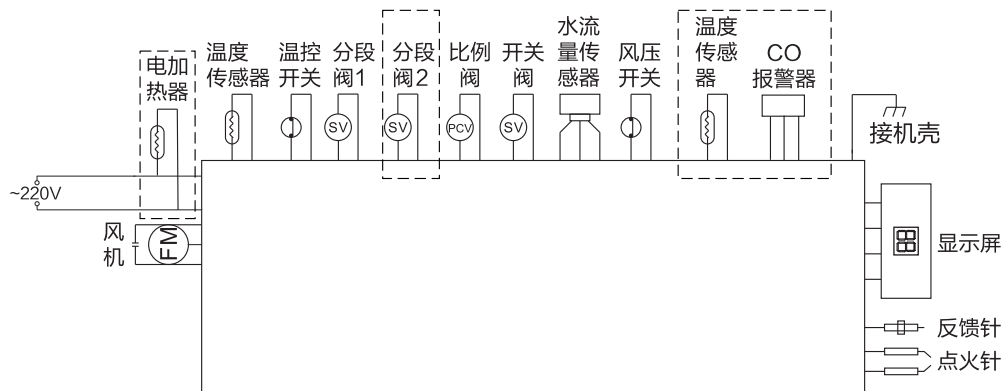 电加
热器
温度
传感器
温控
开关
分段
阀1
分段
阀2
比例
阀
开关
阀
水流
量传
感器
风压
开关
温度
传感
器
CO
报警器
接机壳
SV
SV
PCV
SV
~220V
风
机
FM
显示屏
反馈针
点火针